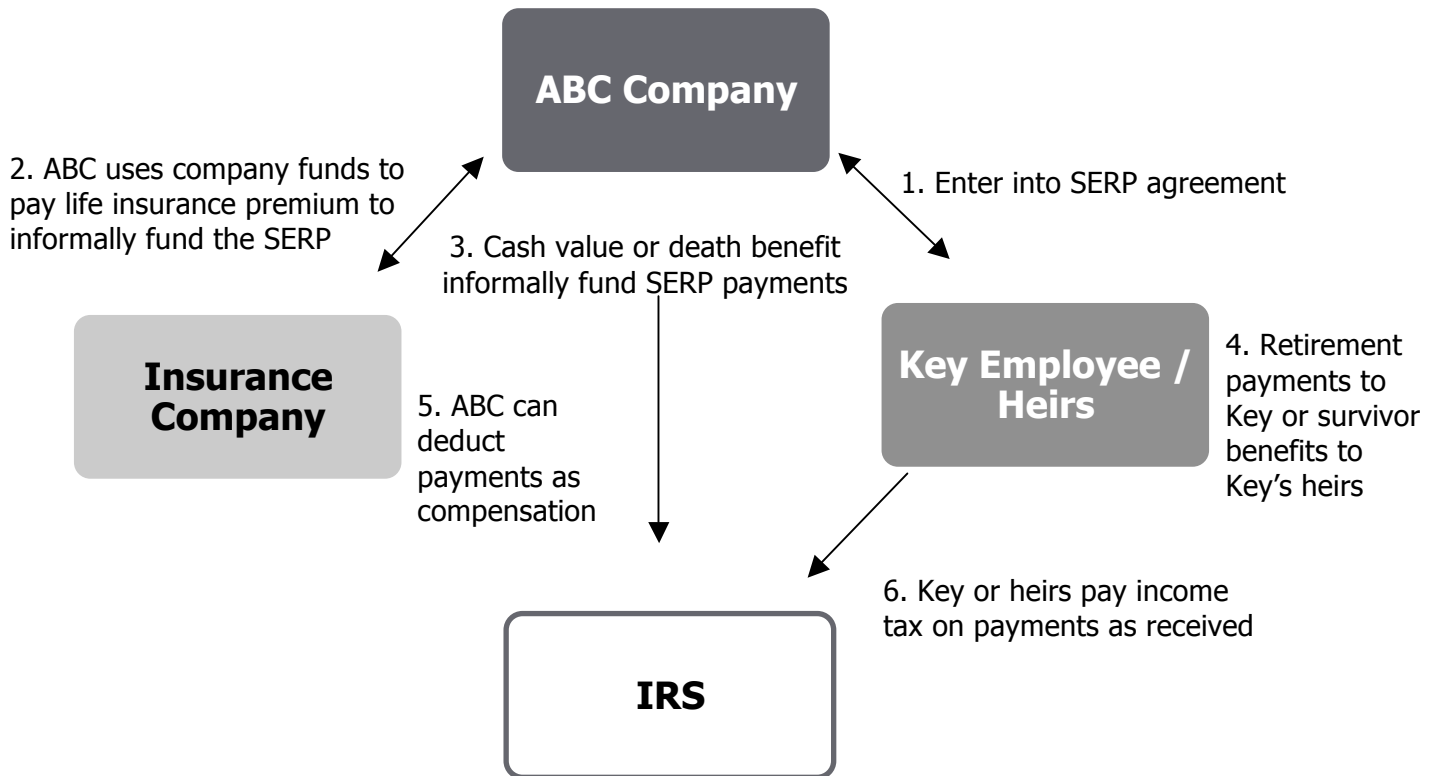 ABC Company
2. ABC uses company funds to
pay life insurance premium to
informally fund the SERP
1. Enter into SERP agreement
3. Cash value or death benefit
informally fund SERP payments
Insurance
Company
Key Employee /
Heirs
4. Retirement
payments to
Key or survivor
benefits to
Key’s heirs
5. ABC can
deduct
payments as
compensation
6. Key or heirs pay income
tax on payments as received
IRS